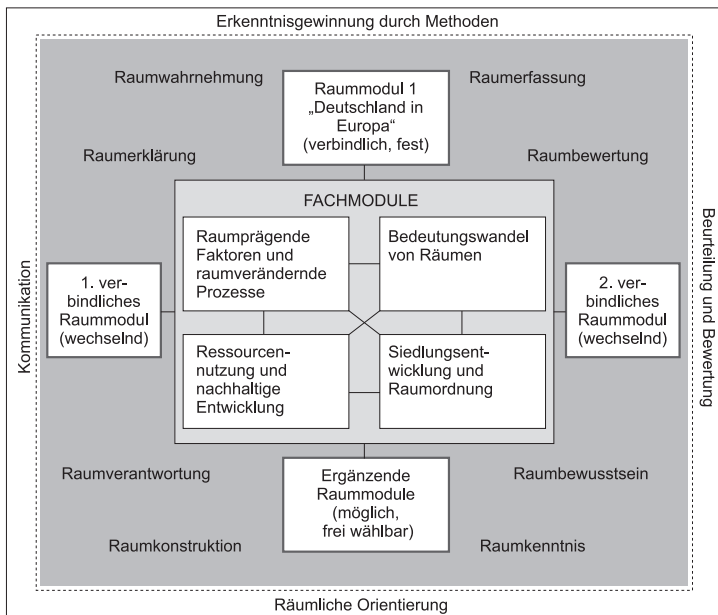 Erkenntnisgewinnung durch Methoden
Raumwahrnehmung
Raummodul 1
„Deutschland in
Europa“
(verbindlich, fest)
Raumerfassung
Raumerklärung
Raumbewertung
Kommunikation
FACHMODULE
Raumprägende
Faktoren und
raumverändernde
Prozesse
Bedeutungswandel
von Räumen
1. ver-
bindliches
Raummodul
(wechselnd)
2. ver-
bindliches
Raummodul
(wechselnd)
Beurteilung und Bewertung
Ressourcen-
nutzung und
nachhaltige
Entwicklung
Siedlungsent-
wicklung und
Raumordnung
Raumverantwortung
Ergänzende
Raummodule
(möglich,
frei wählbar)
Raumbewusstsein
Raumkonstruktion
Raumkenntnis
Räumliche Orientierung